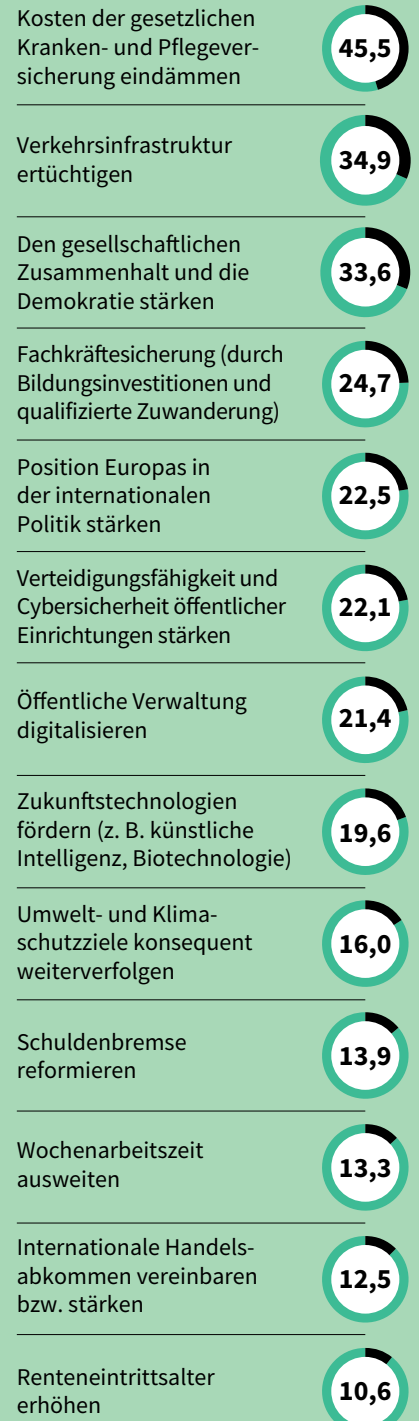 Kosten der gesetzlichen
Kranken- und Pflegever-
sicherung eindämmen
45,5
Verkehrsinfrastruktur
ertüchtigen
34,9
Den gesellschaftlichen
Zusammenhalt und die
Demokratie stärken
33,6
Fachkräftesicherung (durch
Bildungsinvestitionen und
qualifizierte Zuwanderung)
24,7
Position Europas in
der internationalen
Politik stärken
22,5
Verteidigungsfähigkeit und
Cybersicherheit öffentlicher
Einrichtungen stärken
22,1
Öffentliche Verwaltung
digitalisieren
21,4
Zukunftstechnologien
fördern (z. B. künstliche
Intelligenz, Biotechnologie)
19,6
Umwelt- und Klima-
schutzziele konsequent
weiterverfolgen
16,0
Schuldenbremse
reformieren
13,9
Wochenarbeitszeit
ausweiten
13,3
Internationale Handels-
abkommen vereinbaren
bzw. stärken
12,5
Renteneintrittsalter
erhöhen
10,6